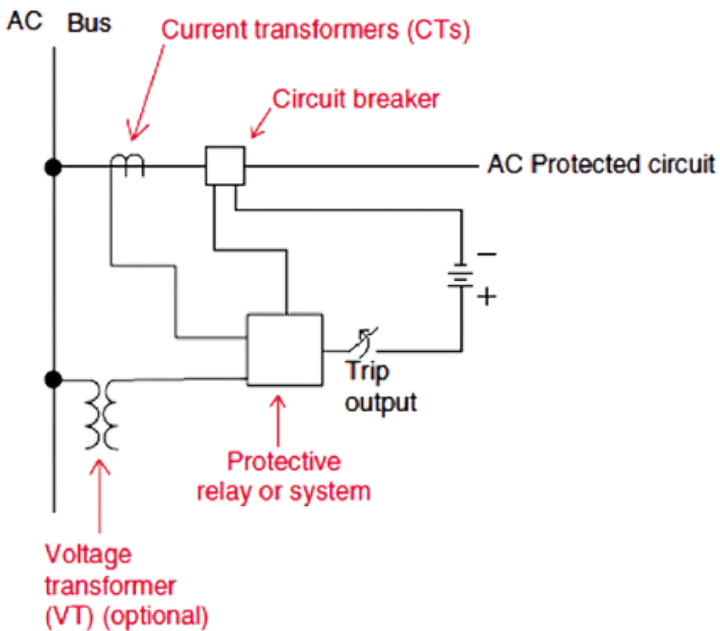 AC Bus
Current transformers (CTs)
Circuit breaker
AC Protected circuit
−
+
Trip
output
Protective
relay or system
Voltage
transformer
(VT) (optional)